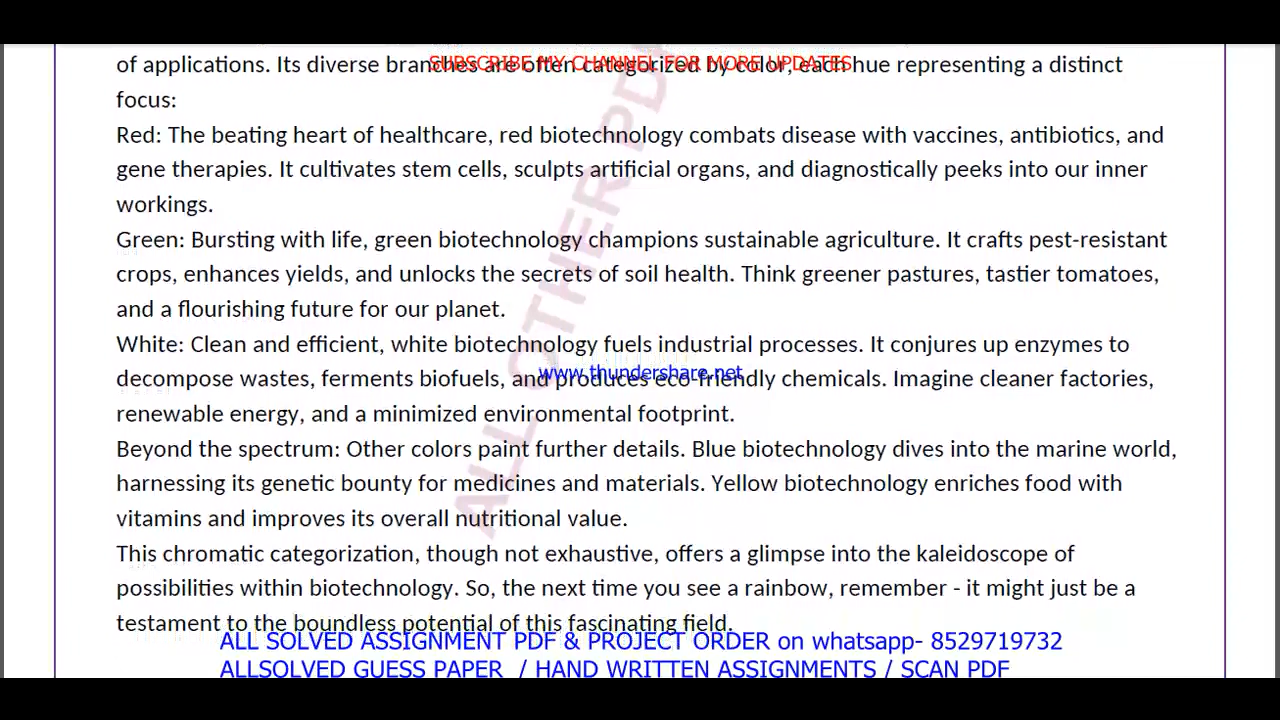 SUBSCRIBE MY CHANNEL FOR MORE UPDATES
of applications. Its diverse branches are often categorized by color, each hue representing a distinct
focus:
Red: The beating heart of healthcare, red biotechnology combats disease with vaccines, antibiotics, and
gene therapies. It cultivates stem cells, sculpts artificial organs, and diagnostically peeks into our inner
workings.
Green: Bursting with life, green biotechnology champions sustainable agriculture. It crafts pest-resistant
crops, enhances yields, and unlocks the secrets of soil health. Think greener pastures, tastier tomatoes,
and a flourishing future for our planet.
White: Clean and efficient, white biotechnology fuels industrial processes. It conjures up enzymes to
www.thundershare.net
decompose wastes, ferments biofuels, and produces eco-friendly chemicals. Imagine cleaner factories,
renewable energy, and a minimized environmental footprint.
Beyond the spectrum: Other colors paint further details. Blue biotechnology dives into the marine world,
harnessing its genetic bounty for medicines and materials. Yellow biotechnology enriches food with
vitamins and improves its overall nutritional value.
This chromatic categorization, though not exhaustive, offers a glimpse into the kaleidoscope of
possibilities within biotechnology. So, the next time you see a rainbow, remember - it might just be a
testament to the boundless potential of this fascinating field.
ALL OTHER PD
ALL SOLVED ASSIGNMENT PDF & PROJECT ORDER on whatsapp- 8529719732
ALLSOLVED GUESS PAPER / HAND WRITTEN ASSIGNMENTS / SCAN PDF